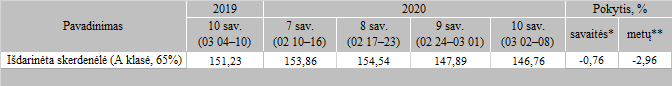 Pavadinimas 2019 2020 Pokytis, %
10 sav. 7 sav. 8 sav. 9 sav. 10 sav. savaitės* metų**
(03 04–10) (02 10–16) (02 17–23) (02 24–03 01) (03 02–08)
Išdarinėta skerdenėlė (A klasė, 65%) 151,23 153,86 154,54 147,89 146,76 -0,76 -2,96